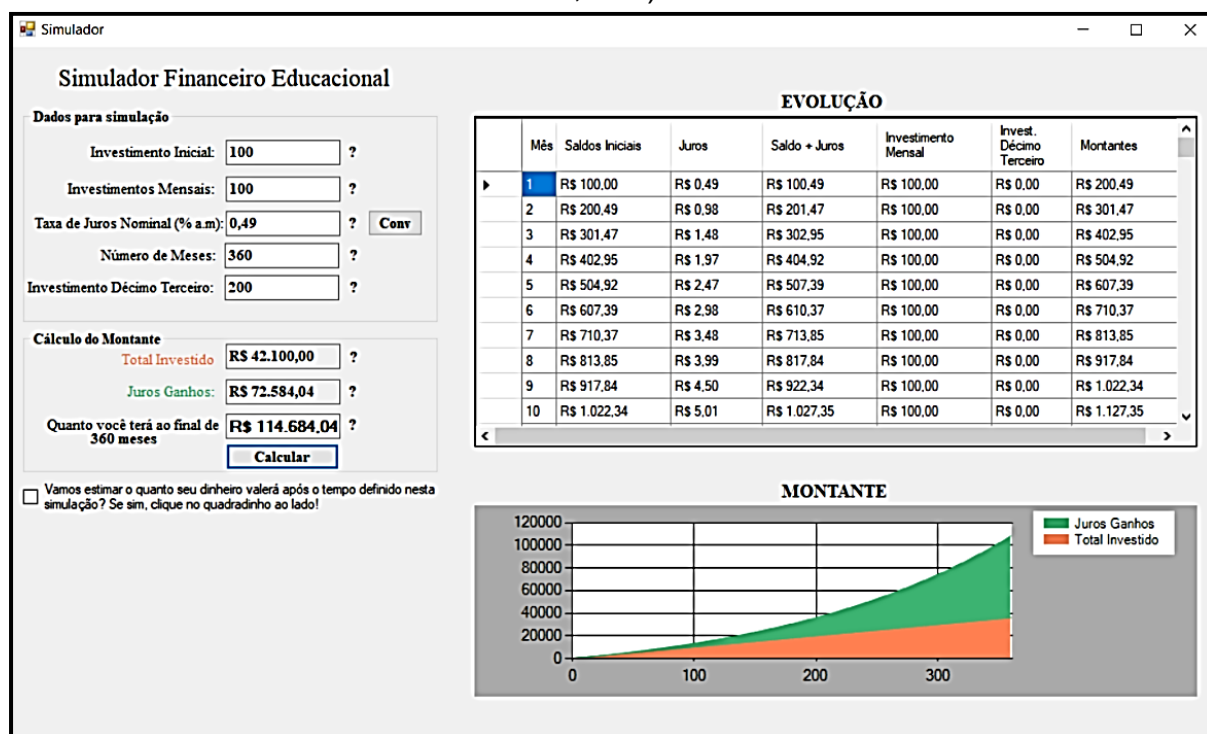 Simulador
Simulador Financeiro Educacional
Dados para simulação
Investimento Inicial: 100 ?
Investimentos Mensais: 100 ?
Taxa de Juros Nominal (% a.m): 0,49 ? Conv
Número de Meses: 360 ?
Investimento Décimo Terceiro: 200 ?
Cálculo do Montante
Total Investido R$ 42.100,00 ?
Juros Ganhos: R$ 72.584,04 ?
Quanto você terá ao final de
360 meses
R$ 114.684,04 ?
Calcular
Vamos estimar o quanto seu dinheiro valerá após o tempo definido nesta
simulação? Se sim, clique no quadradinho ao lado!
EVOLUÇÃO
Mês Saldos Iniciais Juros Saldo + Juros Investimento Mensal Invest. Décimo Terceiro Montantes
1 R$ 100,00 R$ 0,49 R$ 100,49 R$ 100,00 R$ 0,00 R$ 200,49
2 R$ 200,49 R$ 0,98 R$ 201,47 R$ 100,00 R$ 0,00 R$ 301,47
3 R$ 301,47 R$ 1,48 R$ 302,95 R$ 100,00 R$ 0,00 R$ 402,95
4 R$ 402,95 R$ 1,97 R$ 404,92 R$ 100,00 R$ 0,00 R$ 504,92
5 R$ 504,92 R$ 2,47 R$ 507,39 R$ 100,00 R$ 0,00 R$ 607,39
6 R$ 607,39 R$ 2,98 R$ 610,37 R$ 100,00 R$ 0,00 R$ 710,37
7 R$ 710,37 R$ 3,48 R$ 713,85 R$ 100,00 R$ 0,00 R$ 813,85
8 R$ 813,85 R$ 3,99 R$ 817,84 R$ 100,00 R$ 0,00 R$ 917,84
9 R$ 917,84 R$ 4,50 R$ 922,34 R$ 100,00 R$ 0,00 R$ 1.022,34
10 R$ 1.022,34 R$ 5,01 R$ 1.027,35 R$ 100,00 R$ 0,00 R$ 1.127,35
MONTANTE
120000
100000
80000
60000
40000
20000
0
0 100 200 300
Juros Ganhos
Total Investido